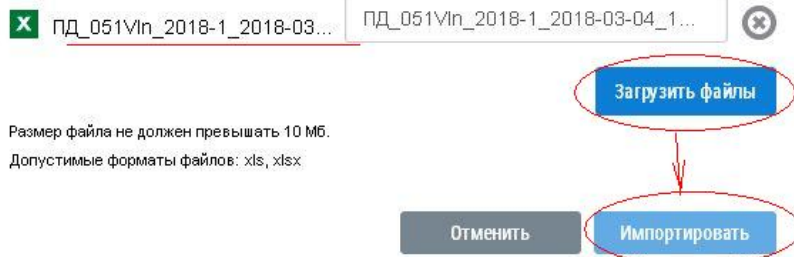 X ПД_051Vln_2018-1_2018-03... ПД_051Vln_2018-1_2018-03-04_1...
Загрузить файлы
Размер файла не должен превышать 10 Мб.
Допустимые форматы файлов: xls, xlsx
Отменить Импортировать